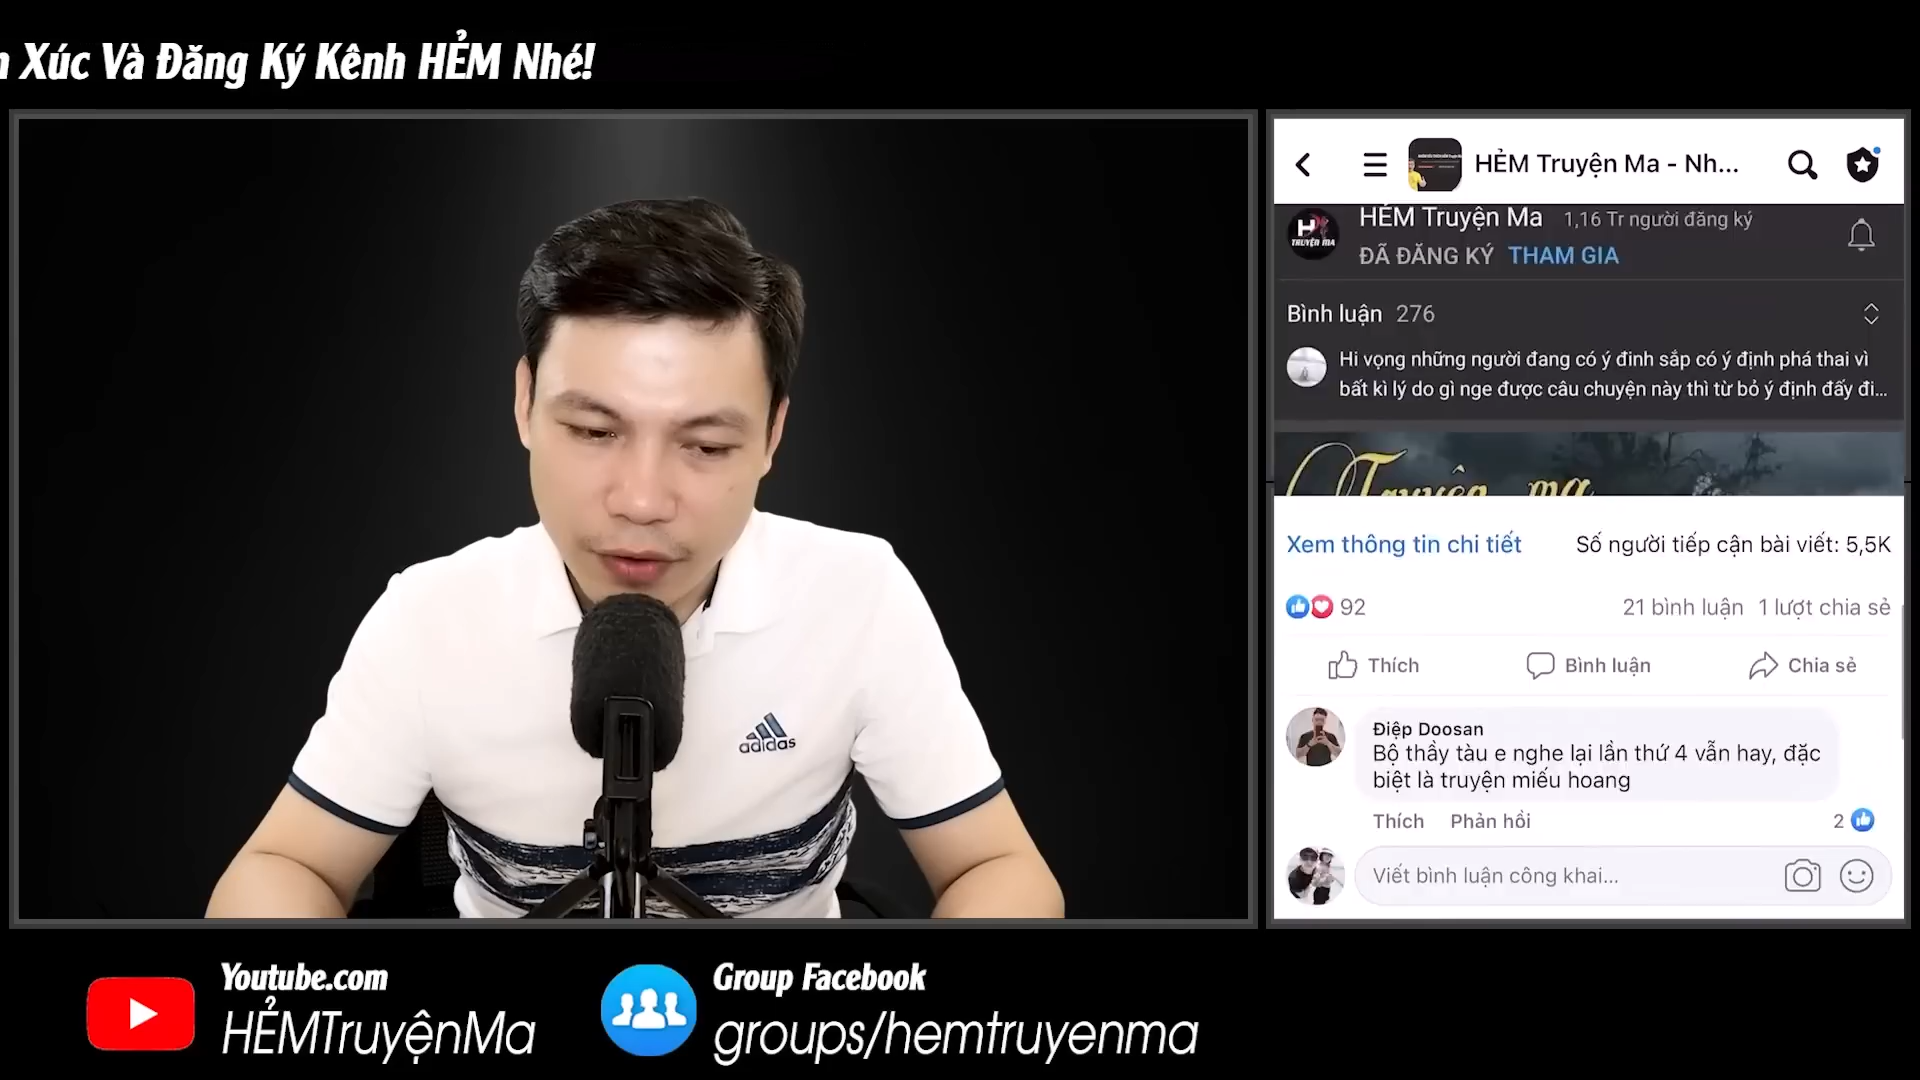 Xúc Và Đăng Ký Kênh HẺM Nhé!
HẺM Truyện Ma - Nh...
HẺM Truyện Ma 1,16 Tr người đăng ký
H
TRUYỆN MA
ĐÃ ĐĂNG KÝ THAM GIA
Bình luận 276
Hi vọng những người đang có ý đinh sắp có ý định phá thai vì
bất kì lý do gì nge được câu chuyện này thì từ bỏ ý định đấy đi...
Truyện ma
Xem thông tin chi tiết Số người tiếp cận bài viết: 5,5K
92 21 bình luận 1 lượt chia sẻ
Thích Bình luận Chia sẻ
Điệp Doosan
Bộ thầy tàu e nghe lại lần thứ 4 vẫn hay, đặc
biệt là truyện miếu hoang
Thích Phản hồi 2
Viết bình luận công khai...
adidas
Youtube.com
HẺMTruyệnMa
Group Facebook
groups/hemtruyenma